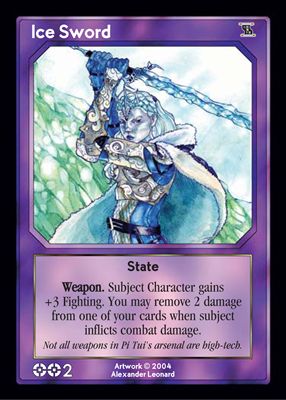 Ice Sword
State
Weapon. Subject Character gains
+3 Fighting. You may remove 2 damage
from one of your cards when subject
inflicts combat damage.
Not all weapons in Pi Tui's arsenal are high-tech.
2
Artwork © 2004
Alexander Leonard